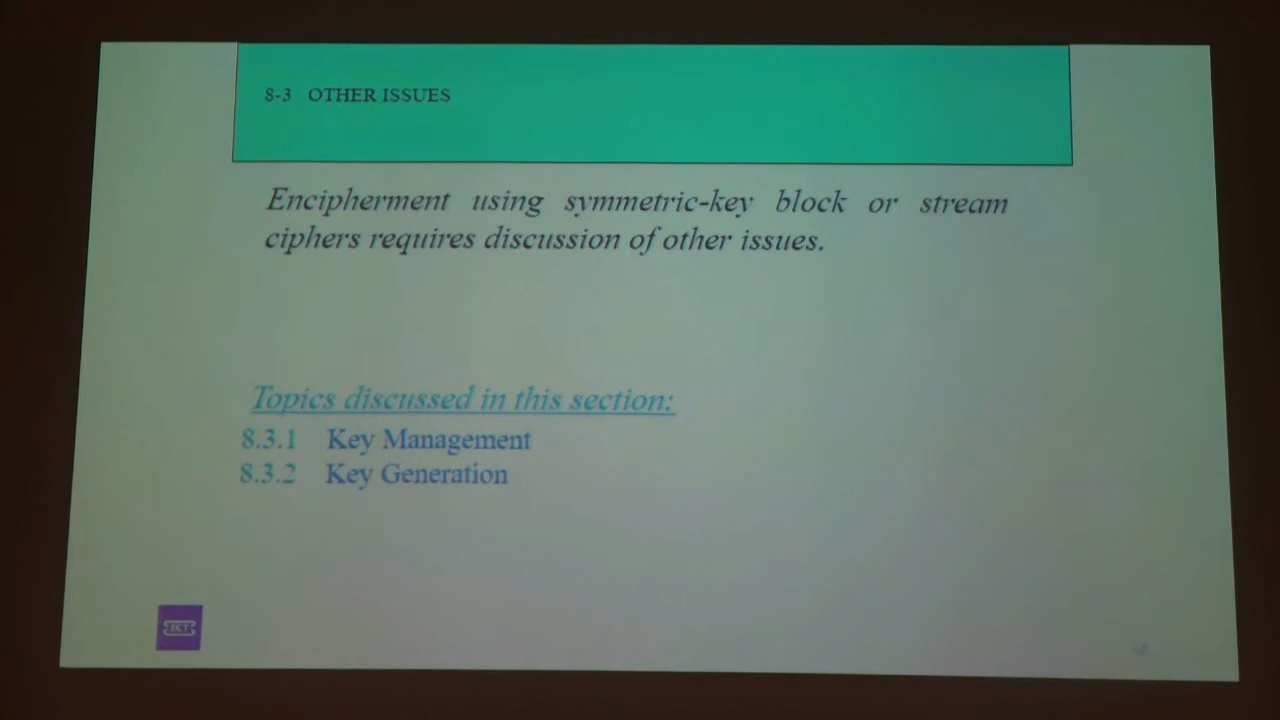 8-3 OTHER ISSUES
Encipherment using symmetric-key block or stream
ciphers requires discussion of other issues.
Topics discussed in this section:
8.3.1 Key Management
8.3.2 Key Generation
ICT